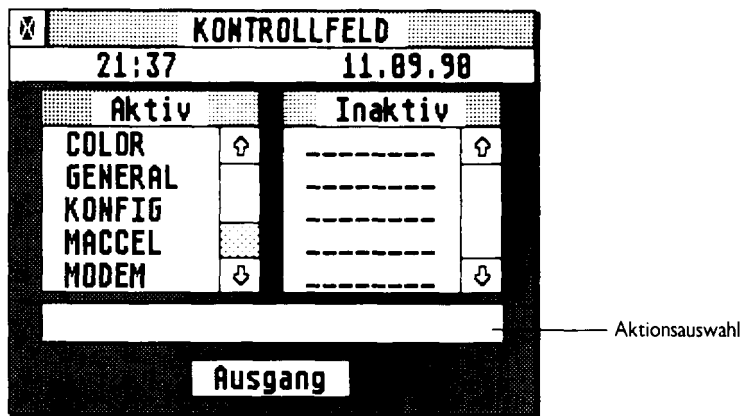 KONTROLLFELD
21:37 11.09.90
Aktiv Inaktiv
COLOR --------
GENERAL --------
KONFIG --------
MACCEL --------
MODEM --------
Aktionsauswahl
Ausgang